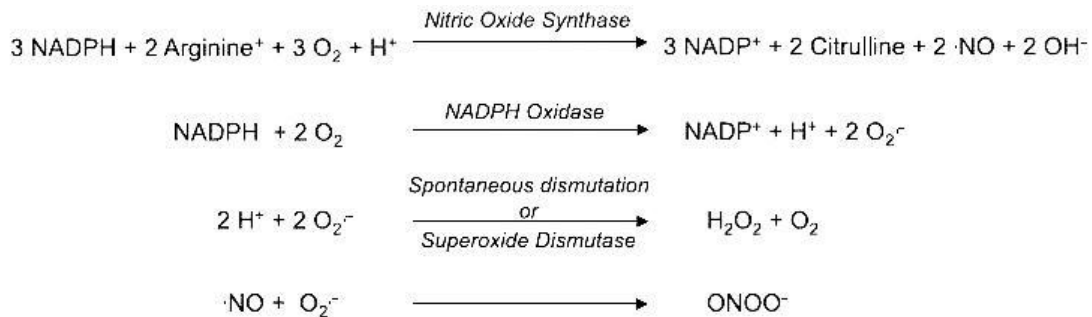 Nitric Oxide Synthase
3 NADPH + 2 Arginine⁺ + 3 O₂ + H⁺ 3 NADP⁺ + 2 Citrulline + 2 ·NO + 2 OH⁻
NADPH Oxidase
NADPH + 2 O₂ NADP⁺ + H⁺ + 2 O₂·⁻
Spontaneous dismutation
or
2 H⁺ + 2 O₂·⁻ H₂O₂ + O₂
Superoxide Dismutase
·NO + O₂·⁻ ONOO⁻